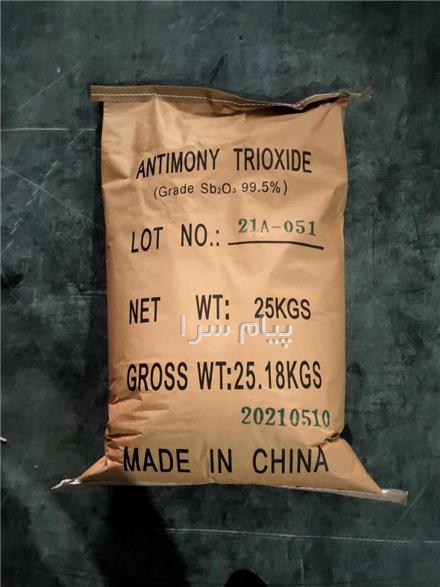 ANTIMONY TRIOXIDE
(Grade Sb₂O₃ 99.5%)
LOT NO.: 21A-051
NET WT: 25KGS
پیام سرا
GROSS WT:25.18KGS
20210510
MADE IN CHINA